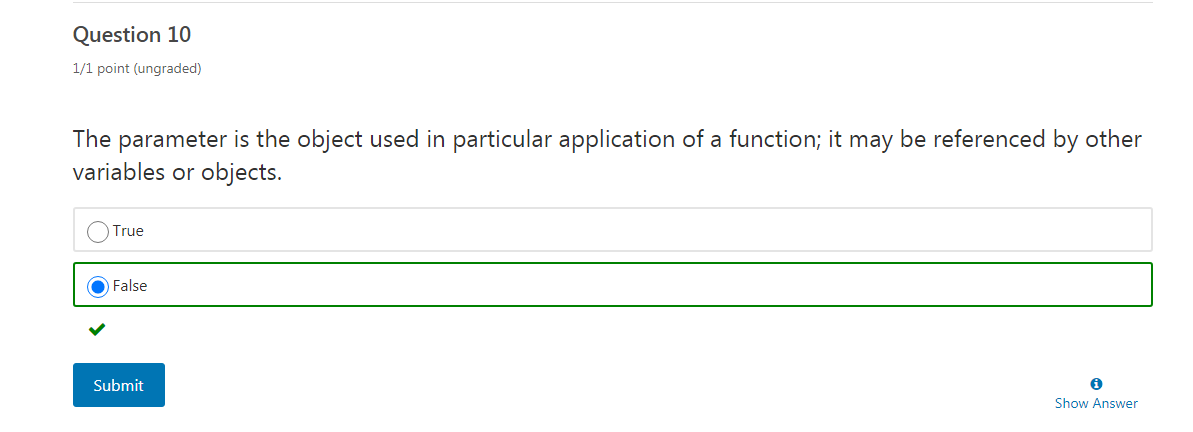 Question 10
1/1 point (ungraded)
The parameter is the object used in particular application of a function; it may be referenced by other
variables or objects.
True
False
Submit
Show Answer